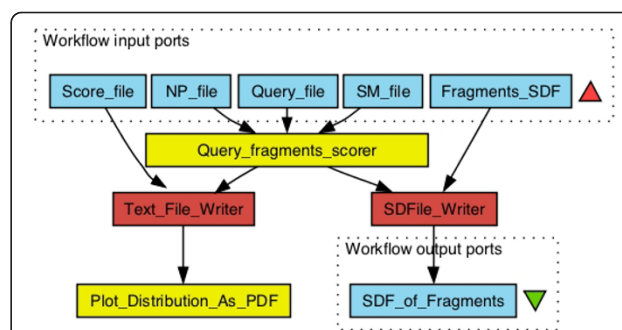 Workflow input ports
Score_file NP_file Query_file SM_file Fragments_SDF
Query_fragments_scorer
Text_File_Writer SDFile_Writer
Workflow output ports
Plot_Distribution_As_PDF SDF_of_Fragments